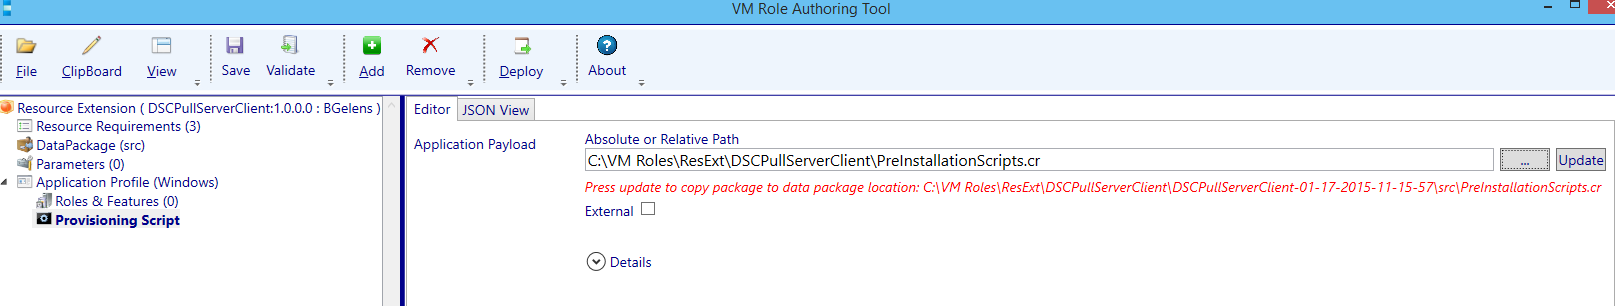 VM Role Authoring Tool
File ClipBoard View Save Validate Add Remove Deploy About
Resource Extension ( DSCPullServerClient:1.0.0.0 : BGelens )
Resource Requirements (3)
DataPackage (src)
Parameters (0)
Application Profile (Windows)
Roles & Features (0)
Provisioning Script
Editor JSON View
Application Payload
Absolute or Relative Path
C:\VM Roles\ResExt\DSCPullServerClient\PreInstallationScripts.cr ... Update
Press update to copy package to data package location: C:\VM Roles\ResExt\DSCPullServerClient\DSCPullServerClient-01-17-2015-11-15-57\src\PreInstallationScripts.cr
External
Details